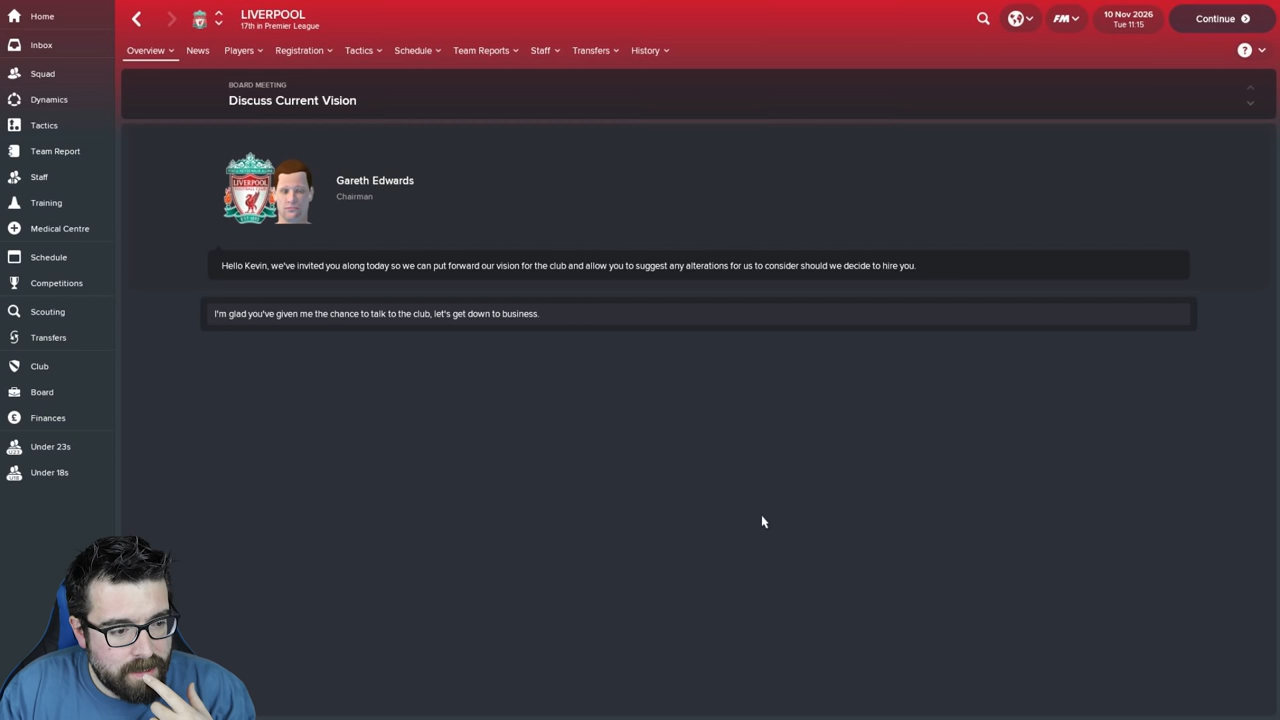 Home
LIVERPOOL
17th in Premier League
FM
10 Nov 2026
Tue 11:15
Continue
Inbox
Overview
News
Players
Registration
Tactics
Schedule
Team Reports
Staff
Transfers
History
?
Squad
Dynamics
Tactics
Team Report
Staff
Training
Medical Centre
Schedule
Competitions
Scouting
Transfers
Club
Board
Finances
Under 23s
Under 18s
BOARD MEETING
Discuss Current Vision
LIVERPOOL
Gareth Edwards
Chairman
Hello Kevin, we've invited you along today so we can put forward our vision for the club and allow you to suggest any alterations for us to consider should we decide to hire you.
I'm glad you've given me the chance to talk to the club, let's get down to business.